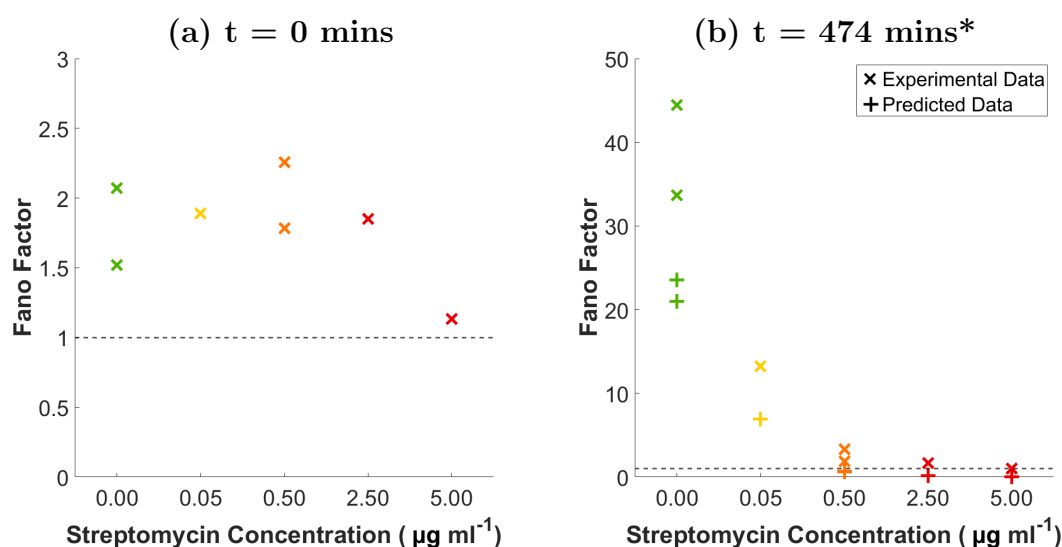 (a) t = 0 mins
3
2.5
2
1.5
1
0.5
0
Fano Factor
0.00 0.05 0.50 2.50 5.00
Streptomycin Concentration ( µg ml⁻¹)
(b) t = 474 mins*
50
40
30
20
10
0
Fano Factor
Experimental Data
Predicted Data
0.00 0.05 0.50 2.50 5.00
Streptomycin Concentration ( µg ml⁻¹)